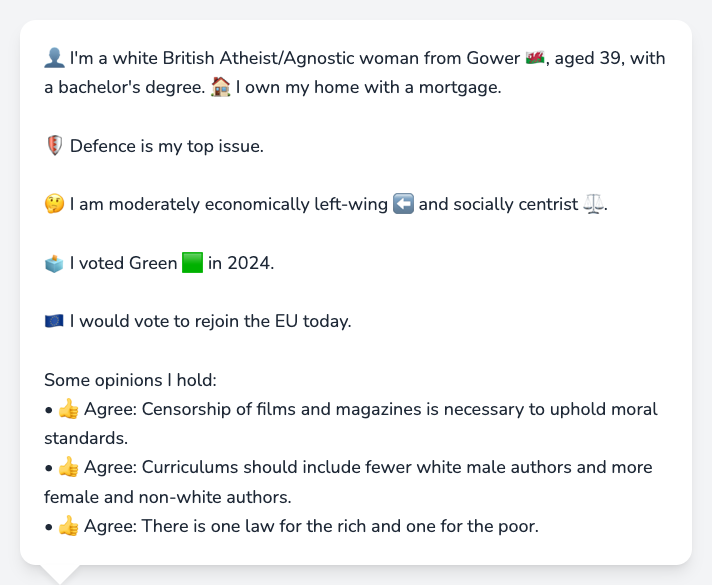 👤 I'm a white British Atheist/Agnostic woman from Gower 🏴󠁧󠁢󠁷󠁬󠁳󠁿, aged 39, with
a bachelor's degree. 🏠 I own my home with a mortgage.
🛡️ Defence is my top issue.
🤔 I am moderately economically left-wing ⬅️ and socially centrist ⚖️.
🗳️ I voted Green 🟩 in 2024.
🇪🇺 I would vote to rejoin the EU today.
Some opinions I hold:
• 👍 Agree: Censorship of films and magazines is necessary to uphold moral
standards.
• 👍 Agree: Curriculums should include fewer white male authors and more
female and non-white authors.
• 👍 Agree: There is one law for the rich and one for the poor.